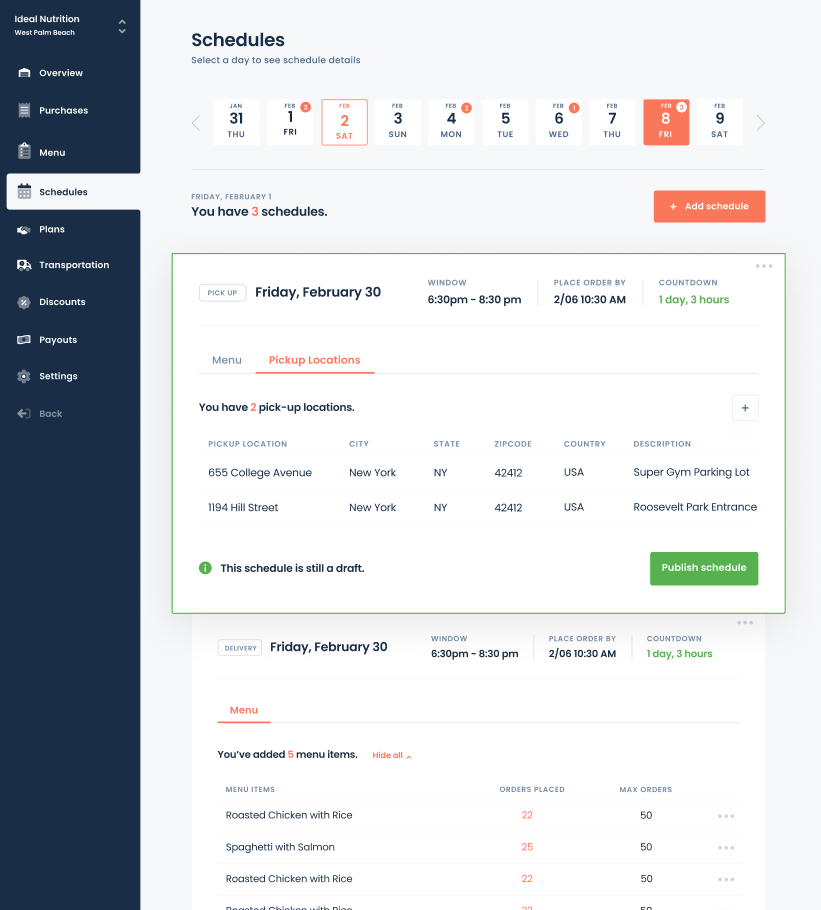 Ideal Nutrition
West Palm Beach
Overview
Purchases
Menu
Schedules
Plans
Transportation
Discounts
Payouts
Settings
Back
Schedules
Select a day to see schedule details
JAN 31 THU
FEB 1 FRI 2
FEB 2 SAT
FEB 3 SUN
FEB 4 MON 2
FEB 5 TUE
FEB 6 WED 1
FEB 7 THU
FEB 8 FRI 3
FEB 9 SAT
FRIDAY, FEBRUARY 1
You have 3 schedules.
+ Add schedule
PICK UP Friday, February 30
WINDOW PLACE ORDER BY COUNTDOWN
6:30pm - 8:30 pm 2/06 10:30 AM 1 day, 3 hours
Menu Pickup Locations
You have 2 pick-up locations.
+
PICKUP LOCATION CITY STATE ZIPCODE COUNTRY DESCRIPTION
655 College Avenue New York NY 42412 USA Super Gym Parking Lot
1194 Hill Street New York NY 42412 USA Roosevelt Park Entrance
This schedule is still a draft.
Publish schedule
DELIVERY Friday, February 30
WINDOW PLACE ORDER BY COUNTDOWN
6:30pm - 8:30 pm 2/06 10:30 AM 1 day, 3 hours
Menu
You've added 5 menu items. Hide all
MENU ITEMS ORDERS PLACED MAX ORDERS
Roasted Chicken with Rice 22 50
Spaghetti with Salmon 25 50
Roasted Chicken with Rice 22 50
Roasted Chicken with Rice 22 50